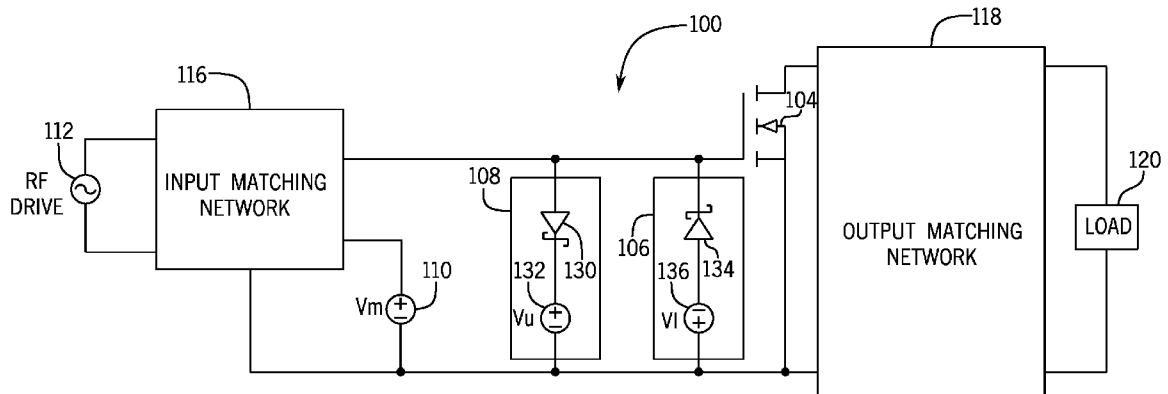 100
118
116
104
112
120
RF
DRIVE
INPUT MATCHING
NETWORK
108
106
LOAD
OUTPUT MATCHING
NETWORK
132
130
136
134
110
Vm
+
−
Vu
+
−
Vl
−
+